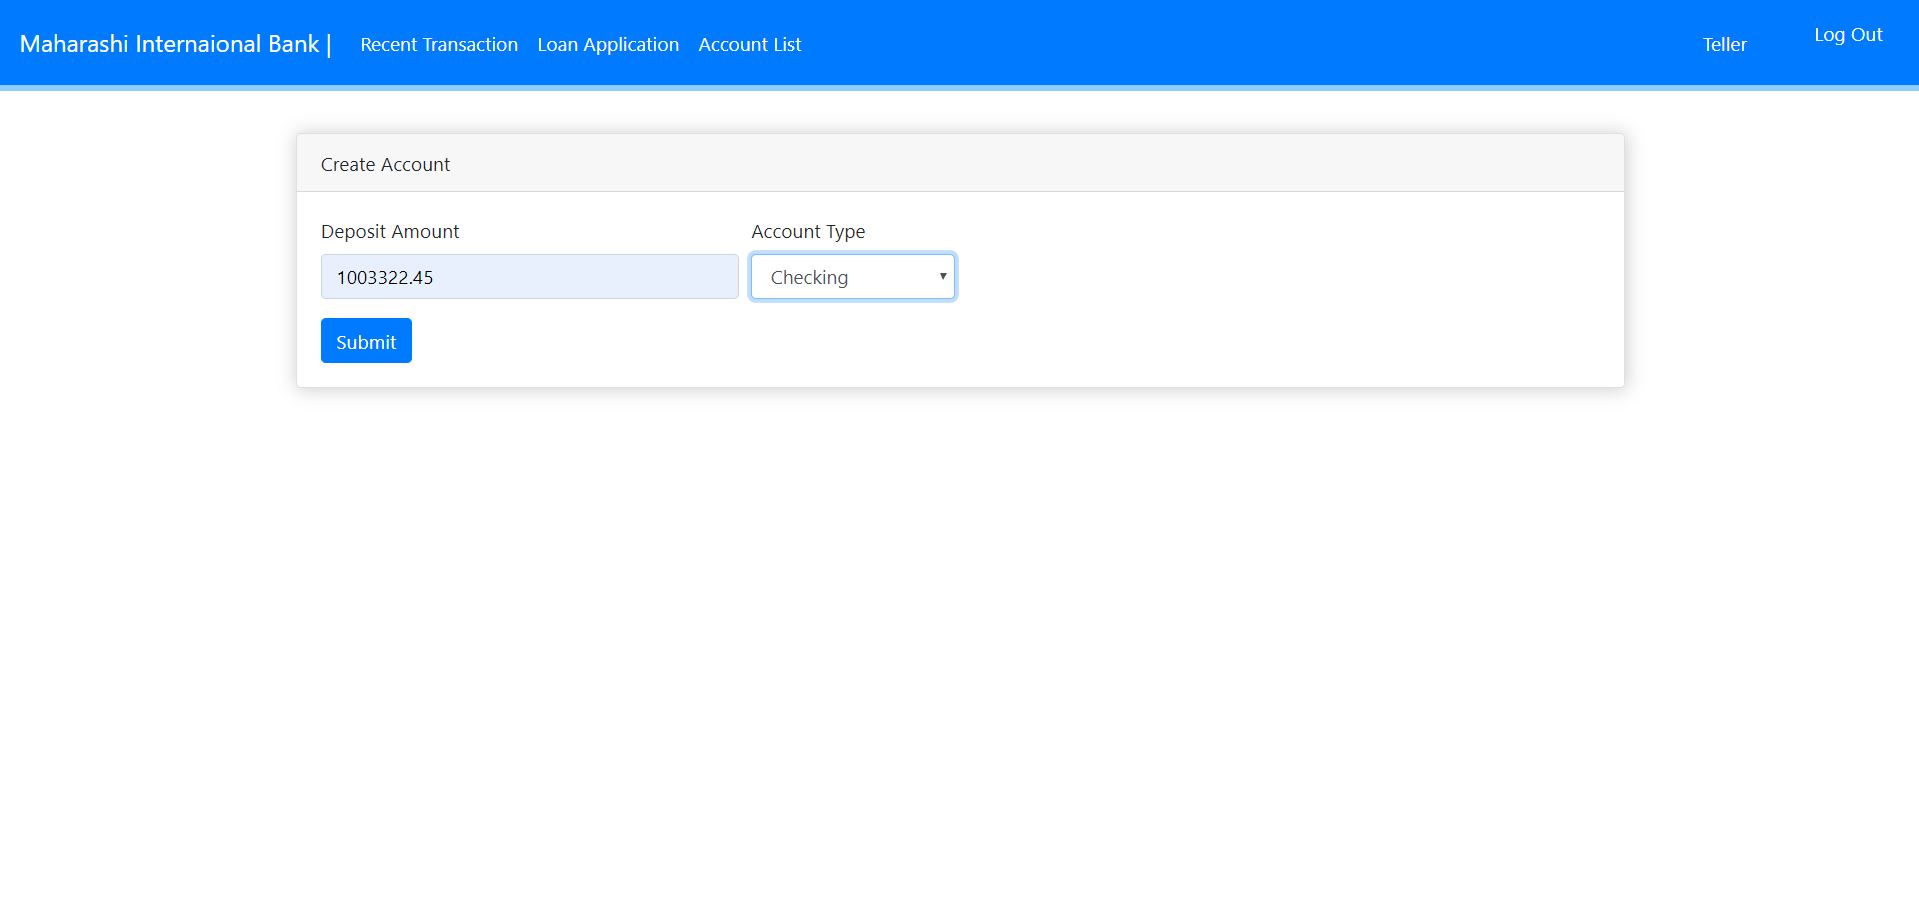 Maharashi Internaional Bank | Recent Transaction Loan Application Account List Teller Log Out
Create Account
Deposit Amount Account Type
1003322.45 Checking
Submit